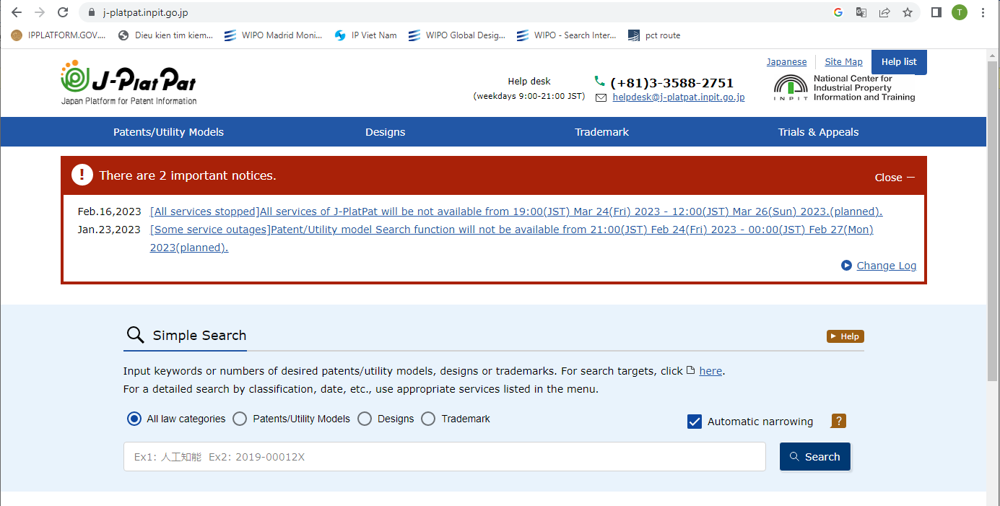 j-platpat.inpit.go.jp
T
IPPLATFORM.GOV.... Dieu kien tim kiem... WIPO Madrid Moni... IP Viet Nam WIPO Global Desig... WIPO - Search Inter... pct route
Japanese Site Map Help list
J-PlatPat
Japan Platform for Patent Information
Help desk
(weekdays 9:00-21:00 JST)
(+81)3-3588-2751
helpdesk@j-platpat.inpit.go.jp
INPIT
National Center for
Industrial Property
Information and Training
Patents/Utility Models Designs Trademark Trials & Appeals
! There are 2 important notices. Close
Feb.16,2023 [All services stopped]All services of J-PlatPat will be not available from 19:00(JST) Mar 24(Fri) 2023 - 12:00(JST) Mar 26(Sun) 2023.(planned).
Jan.23,2023 [Some service outages]Patent/Utility model Search function will not be available from 21:00(JST) Feb 24(Fri) 2023 - 00:00(JST) Feb 27(Mon)
2023(planned).
Change Log
Simple Search Help
Input keywords or numbers of desired patents/utility models, designs or trademarks. For search targets, click here.
For a detailed search by classification, date, etc., use appropriate services listed in the menu.
All law categories Patents/Utility Models Designs Trademark Automatic narrowing ?
Ex1: 人工知能 Ex2: 2019-00012X Search